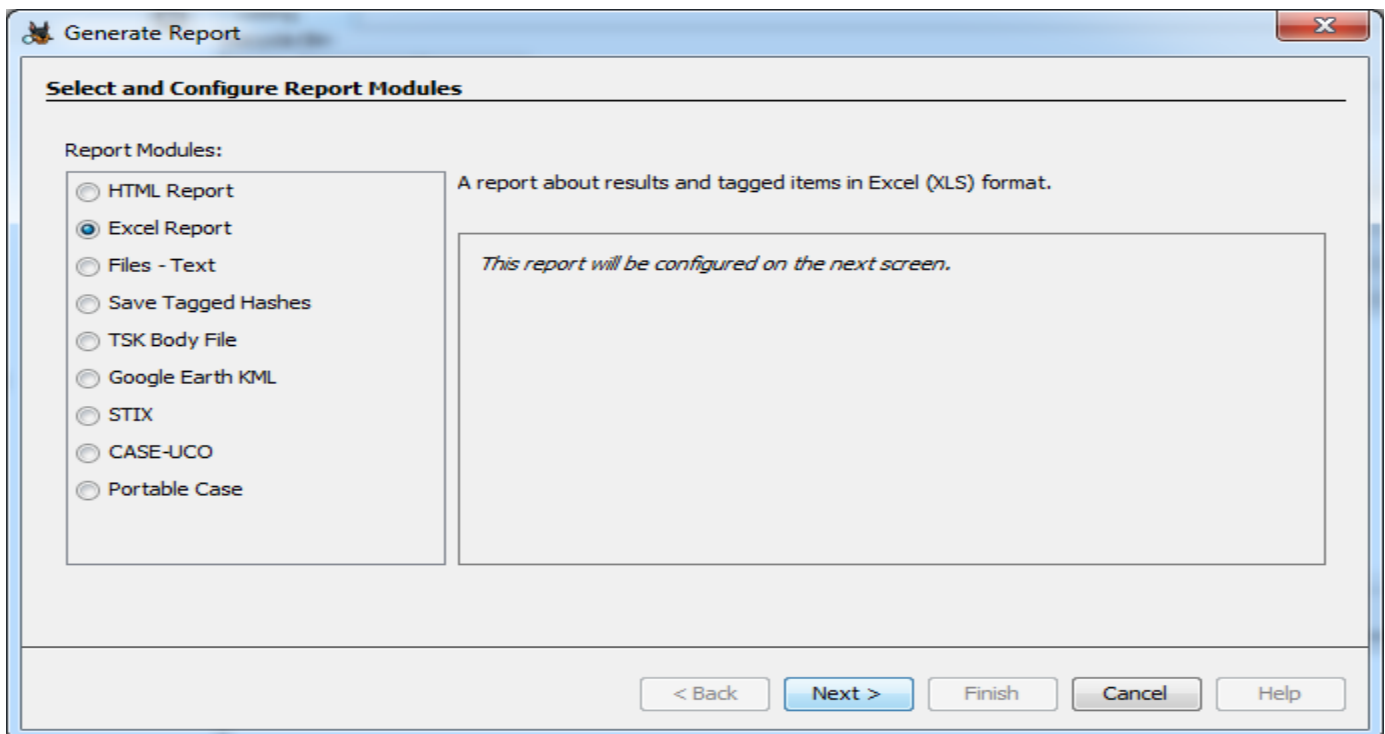 Generate Report
Select and Configure Report Modules
Report Modules:
HTML Report
Excel Report
Files - Text
Save Tagged Hashes
TSK Body File
Google Earth KML
STIX
CASE-UCO
Portable Case
A report about results and tagged items in Excel (XLS) format.
This report will be configured on the next screen.
< Back
Next >
Finish
Cancel
Help